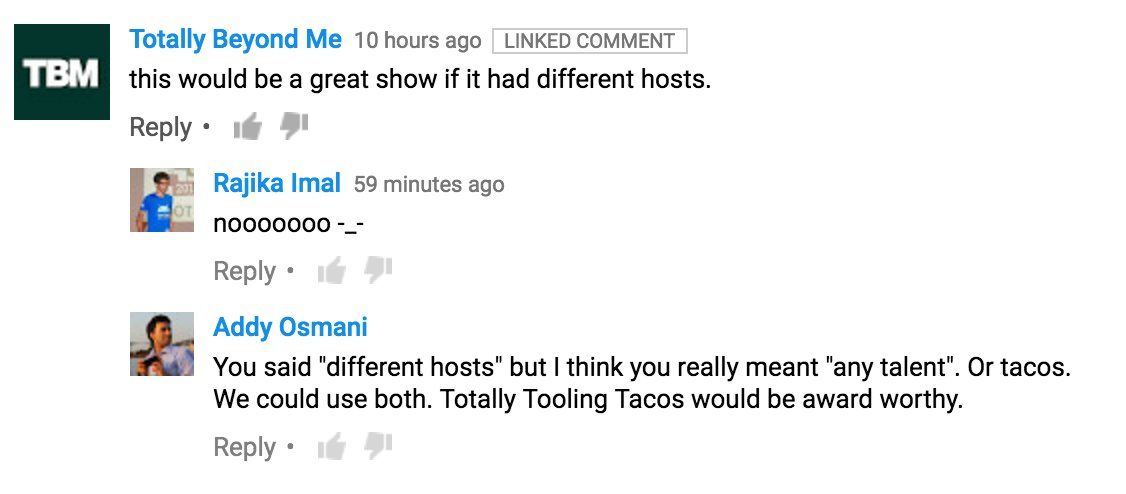 TBM
Totally Beyond Me 10 hours ago LINKED COMMENT
this would be a great show if it had different hosts.
Reply •
Rajika Imal 59 minutes ago
nooooooo -_-
Reply •
Addy Osmani
You said "different hosts" but I think you really meant "any talent". Or tacos.
We could use both. Totally Tooling Tacos would be award worthy.
Reply •